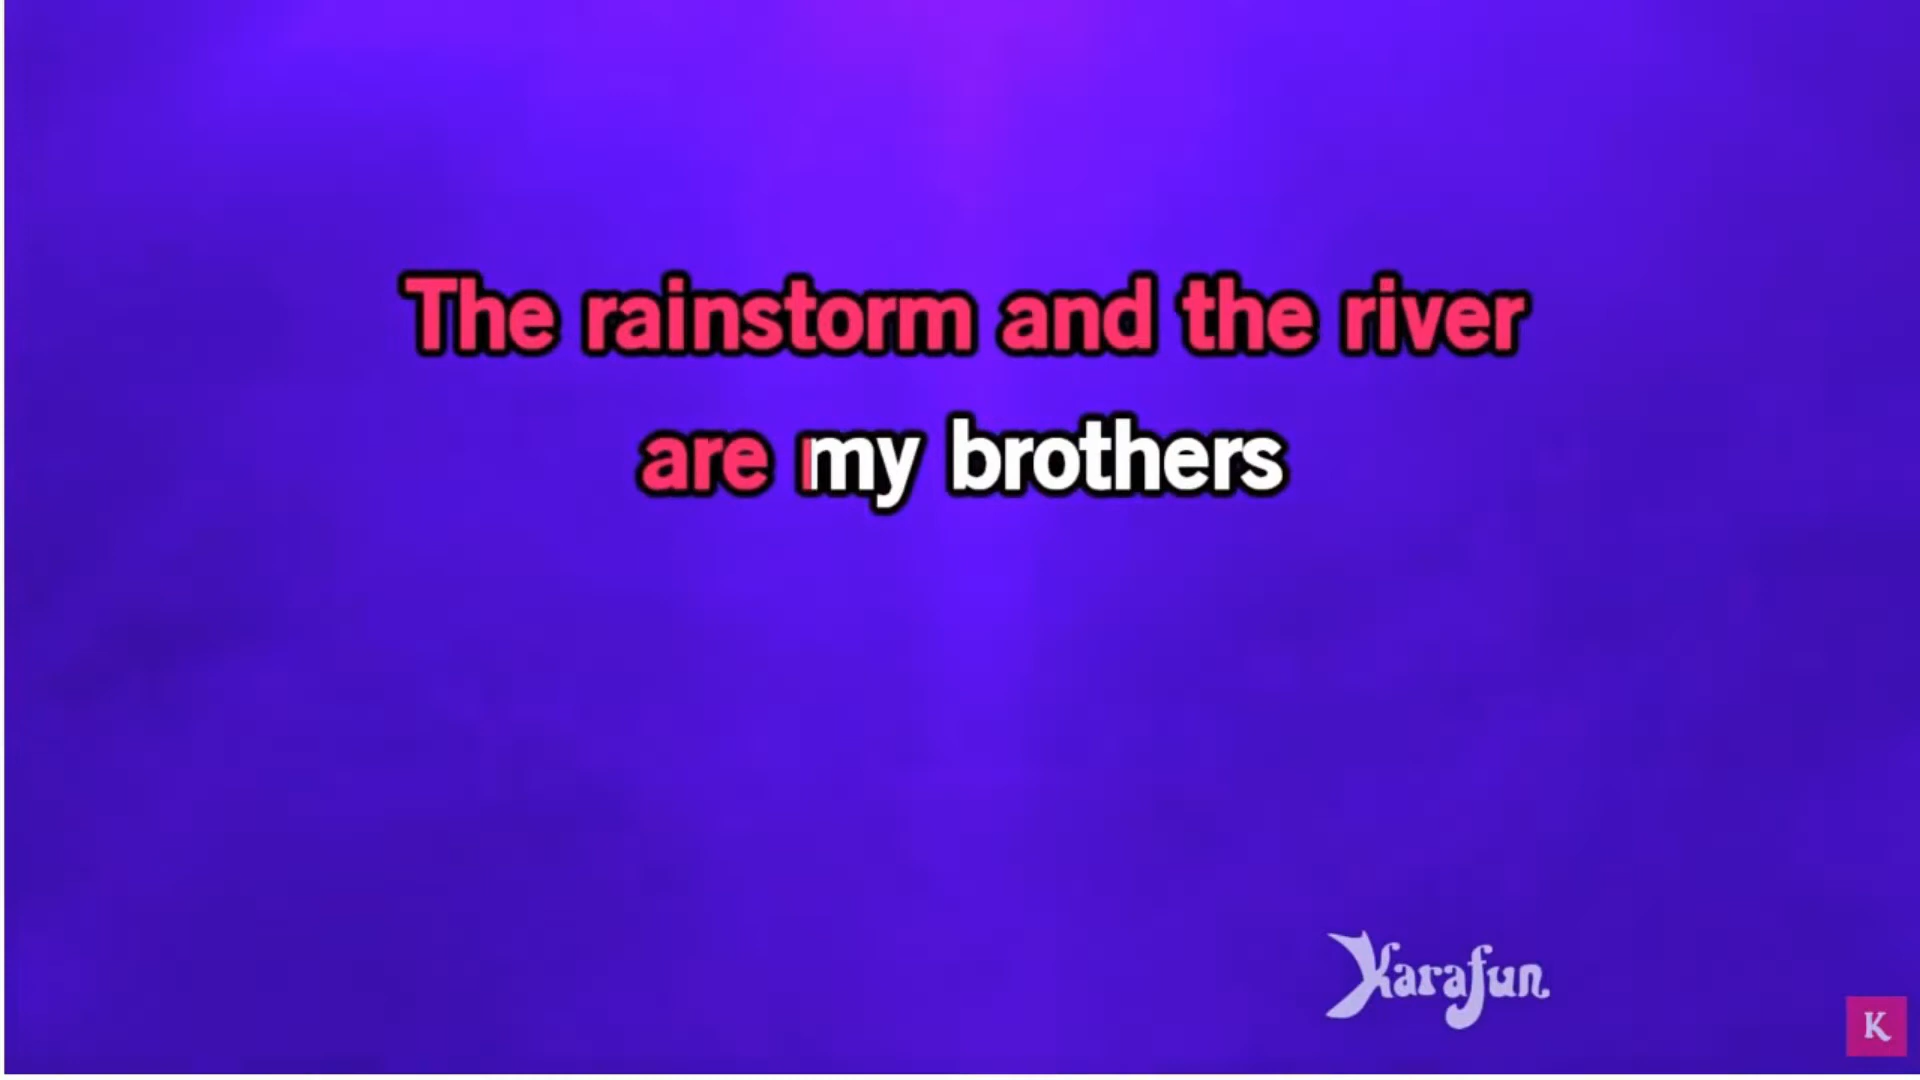 The rainstorm and the river
are my brothers
Karafun
K